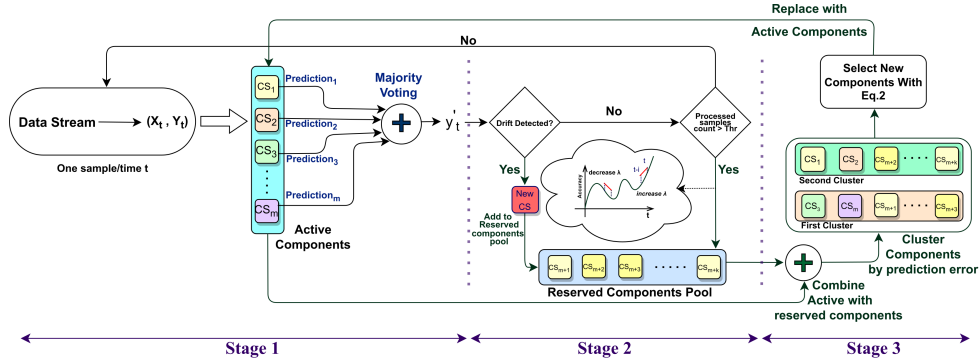 Replace with
Active Components
No
Data Stream
(Xt , Yt)
One sample/time t
CS1
CS2
CS3
CSm
Prediction1
Prediction2
Prediction3
Predictionm
Active
Components
Majority
Voting
+
y't
Drift Detected?
No
Processed
samples
count > Thr
Yes
Yes
New
CS
Add to
Reserved
components
pool
Accuracy
decrease λ
t
t-i
increase λ
t
CSm+1
CSm+2
CSm+3
CSm+k
Reserved Components Pool
Select New
Components With
Eq.2
CS1
CS2
CSm+2
CSm+k
Second Cluster
CS3
CSm
CSm+1
CSm+3
First Cluster
+
Cluster
Components
by prediction error
Combine
Active with
reserved components
Stage 1
Stage 2
Stage 3